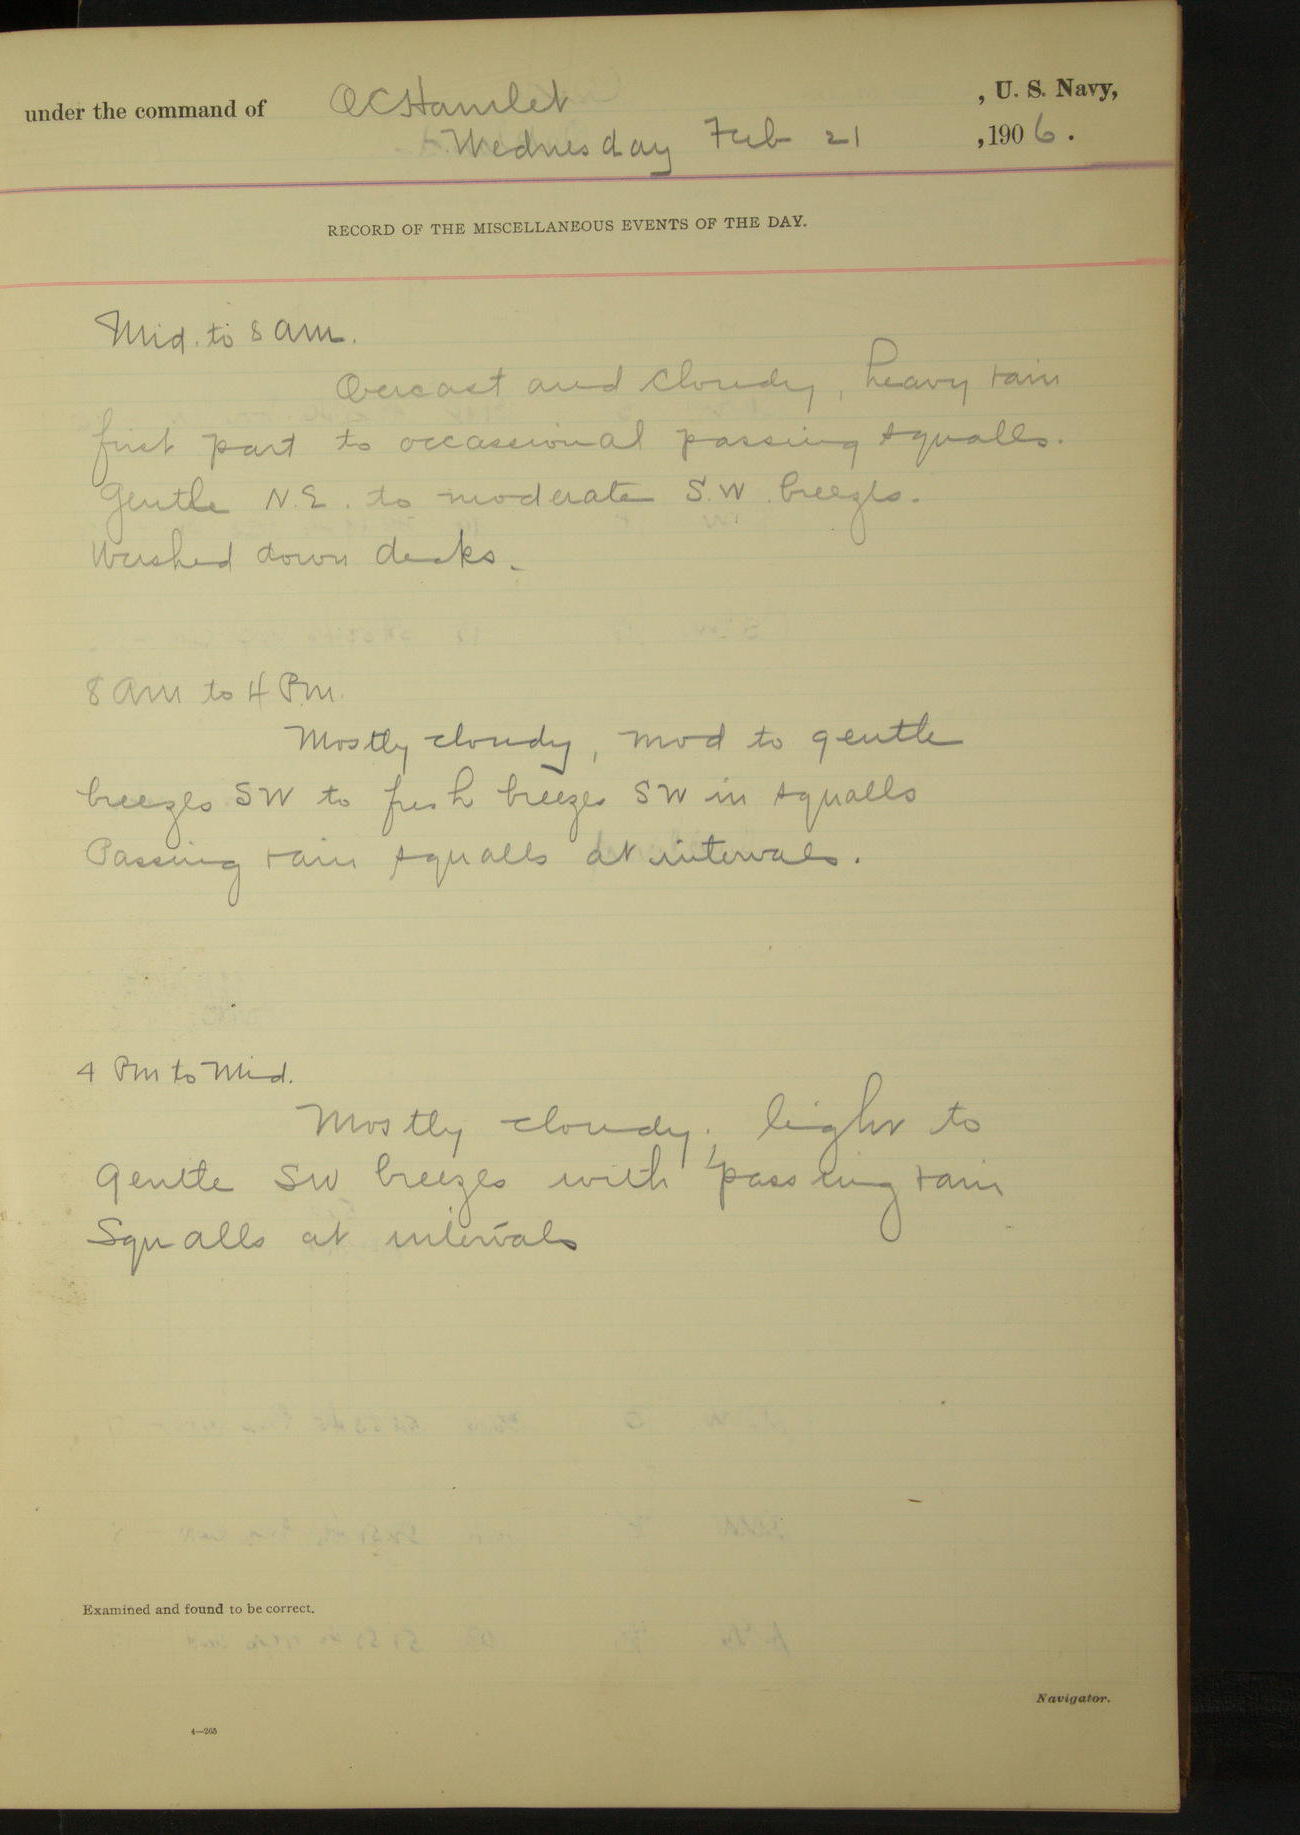 under the command of O C Hamlet , U. S. Navy,
Wednesday Feb 21 , 1906.
RECORD OF THE MISCELLANEOUS EVENTS OF THE DAY.
Mid. to 8 am.
Overcast and cloudy, heavy rain
first part to occassional passing squalls.
Gentle N.E. to moderate S.W. breezes.
Washed down decks.
8 am to 4 Pm.
Mostly cloudy, mod to gentle
breezes SW to fresh breezes SW in squalls
Passing rain squalls at intervals.
4 Pm to Mid.
Mostly cloudy, light to
gentle SW breezes with passing rain
Squalls at intervals
Examined and found to be correct.
Navigator.
4—265